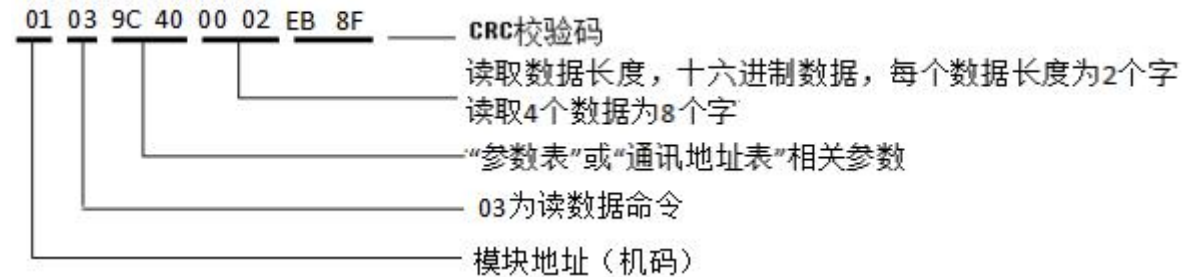 01 03 9C 40 00 02 EB 8F
CRC校验码
读取数据长度，十六进制数据，每个数据长度为2个字
读取4个数据为8个字
“参数表”或“通讯地址表”相关参数
03为读数据命令
模块地址（机码）